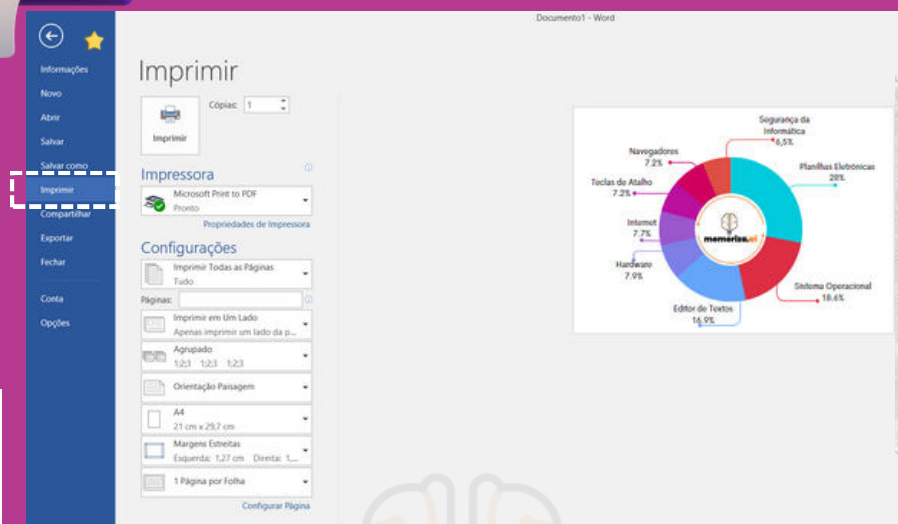 Documento1 - Word
Informações
Novo
Abrir
Salvar
Salvar como
Imprimir
Compartilhar
Exportar
Fechar
Conta
Opções
Imprimir
Cópias: 1
Imprimir
Impressora
Microsoft Print to PDF
Pronto
Propriedades de Impressora
Configurações
Imprimir Todas as Páginas
Tudo
Páginas:
Imprimir em Um Lado
Apenas imprimir um lado da p...
Agrupado
1;2;3 1;2;3 1;2;3
Orientação Paisagem
A4
21 cm x 29,7 cm
Margens Estreitas
Esquerda: 1,27 cm Direita: 1,...
1 Página por Folha
Configurar Página
Segurança da
Informática
6,5%
Navegadores
7.2%
Planilhas Eletrônicas
20%
Teclas de Atalho
7.2%
Internet
7.7%
memoriza.ai
Hardware
7.9%
Sistema Operacional
18.6%
Editor de Textos
16.9%